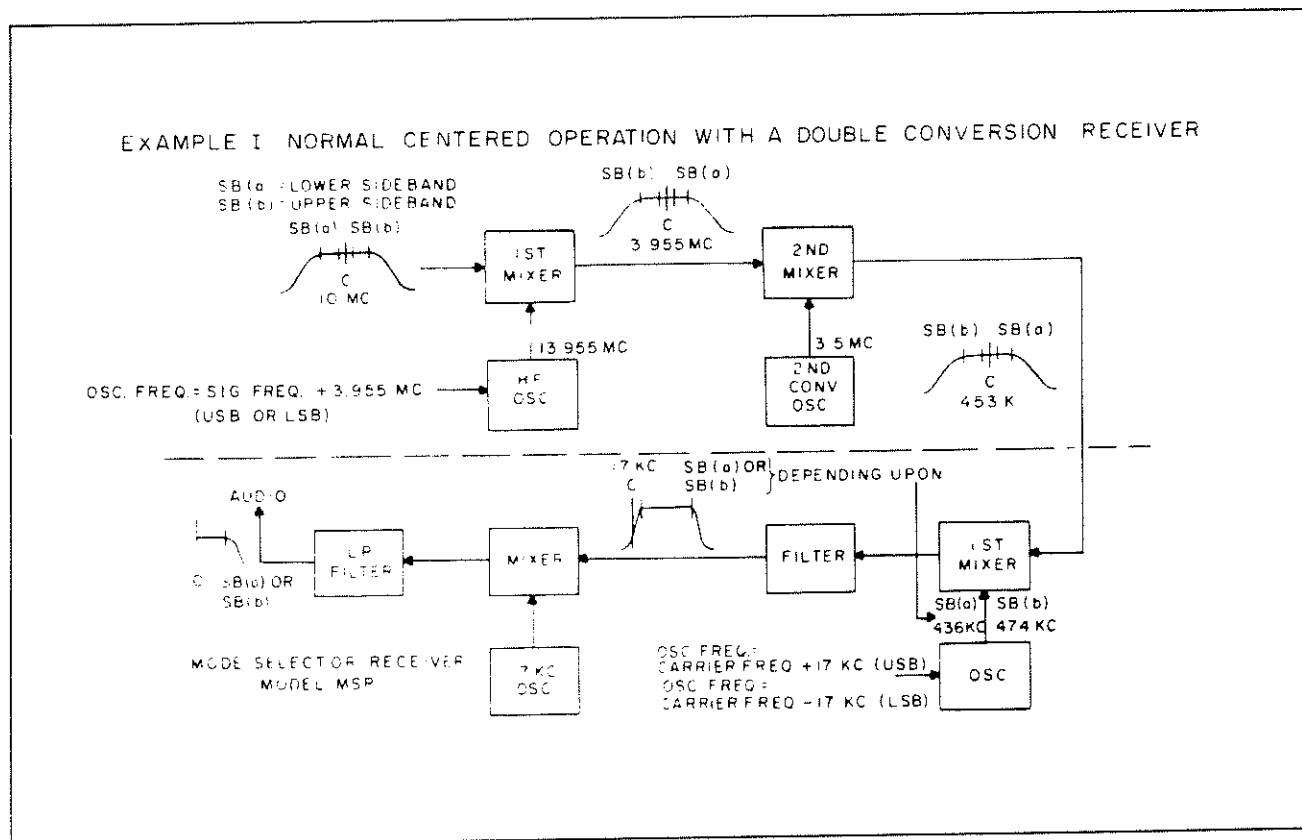 EXAMPLE I NORMAL CENTERED OPERATION WITH A DOUBLE CONVERSION RECEIVER
SB(a = LOWER SIDEBAND
SB(b) = UPPER SIDEBAND
SB(a) SB(b)
C
10 MC
1ST
MIXER
SB(b) SB(a)
C
3 955 MC
2ND
MIXER
13 955 MC
3 5 MC
SB(b) SB(a)
C
453 K
OSC. FREQ. = SIG FREQ. + 3.955 MC
(USB OR LSB)
HF
OSC
2ND
CONV
OSC
17 KC
C
SB(a) OR
SB(b)
} DEPENDING UPON
AUDIO
LP
FILTER
MIXER
FILTER
1ST
MIXER
C SB(a) OR
SB(b)
SB(a) SB(b)
436KC 474 KC
MODE SELECTOR RECEIVER
MODEL MSR
7 KC
OSC
OSC FREQ. =
CARRIER FREQ +17 KC (USB)
OSC FREQ =
CARRIER FREQ -17 KC (LSB)
OSC